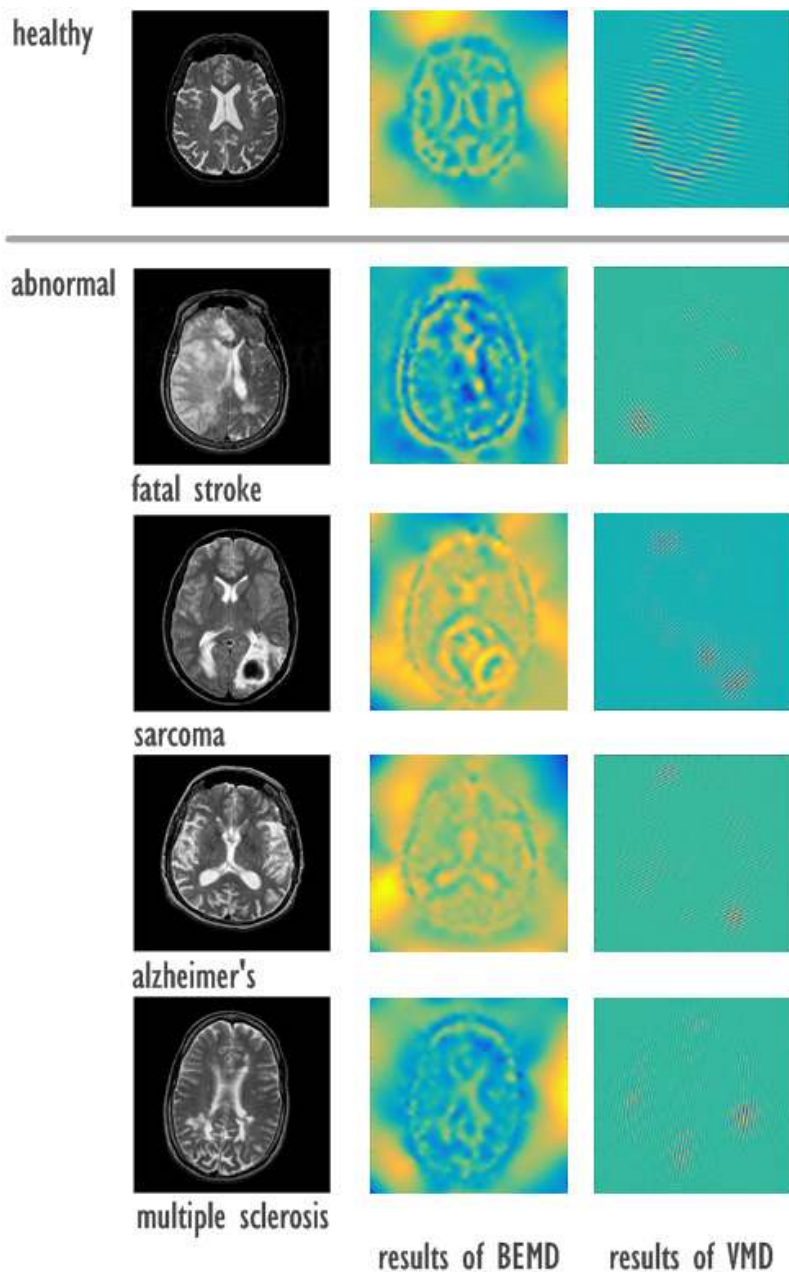 healthy
abnormal
fatal stroke
sarcoma
alzheimer's
multiple sclerosis
results of BEMD
results of VMD